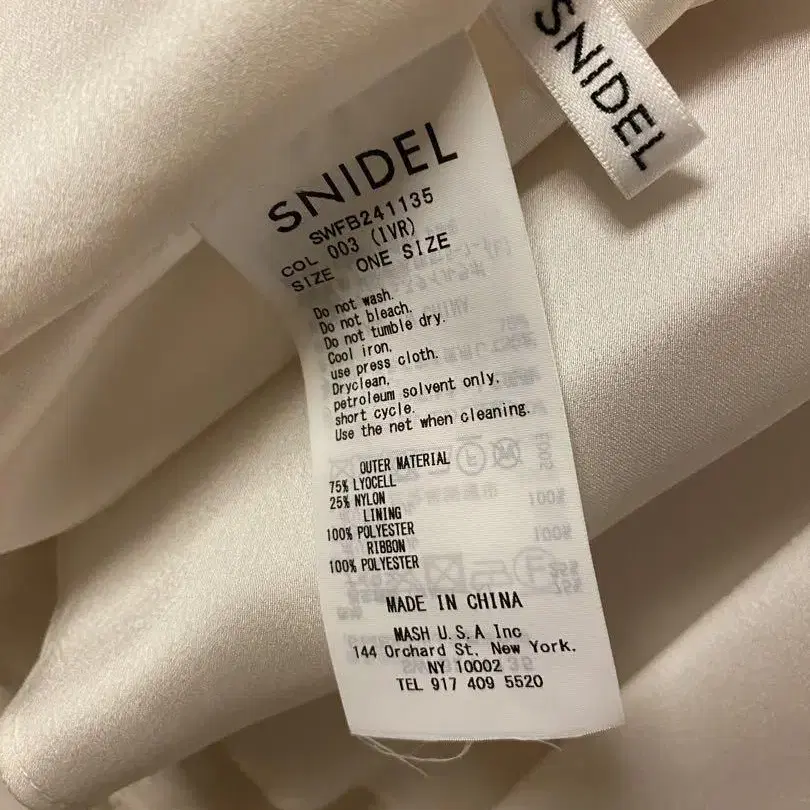 SNIDEL
SNIDEL
SWFB241135
COL 003 (IVR)
SIZE ONE SIZE
Do not wash.
Do not bleach.
Do not tumble dry.
Cool iron,
use press cloth.
Dryclean,
petroleum solvent only,
short cycle.
Use the net when cleaning.
OUTER MATERIAL
75% LYOCELL
25% NYLON
LINING
100% POLYESTER
RIBBON
100% POLYESTER
MADE IN CHINA
MASH U.S.A Inc
144 Orchard St, New York.
NY 10002
TEL 917 409 5520